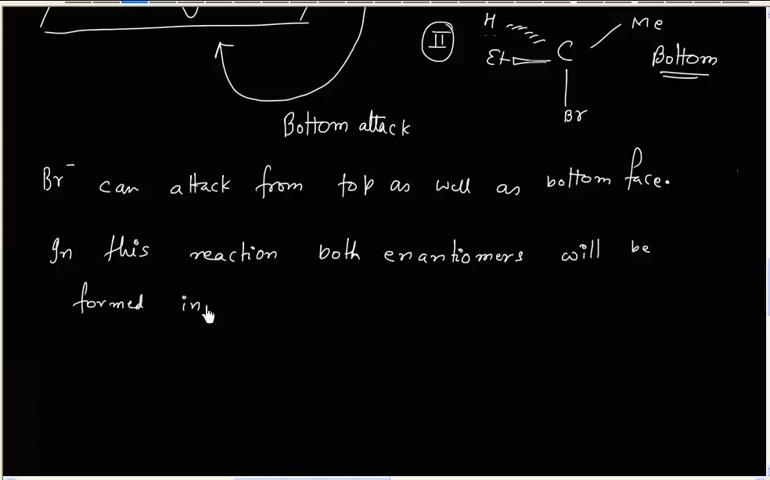 H
Me
II
Et
C
Bottom
Br
Bottom attack
Br⁻ can attack from top as well as bottom face.
In this reaction both enantiomers will be
formed in